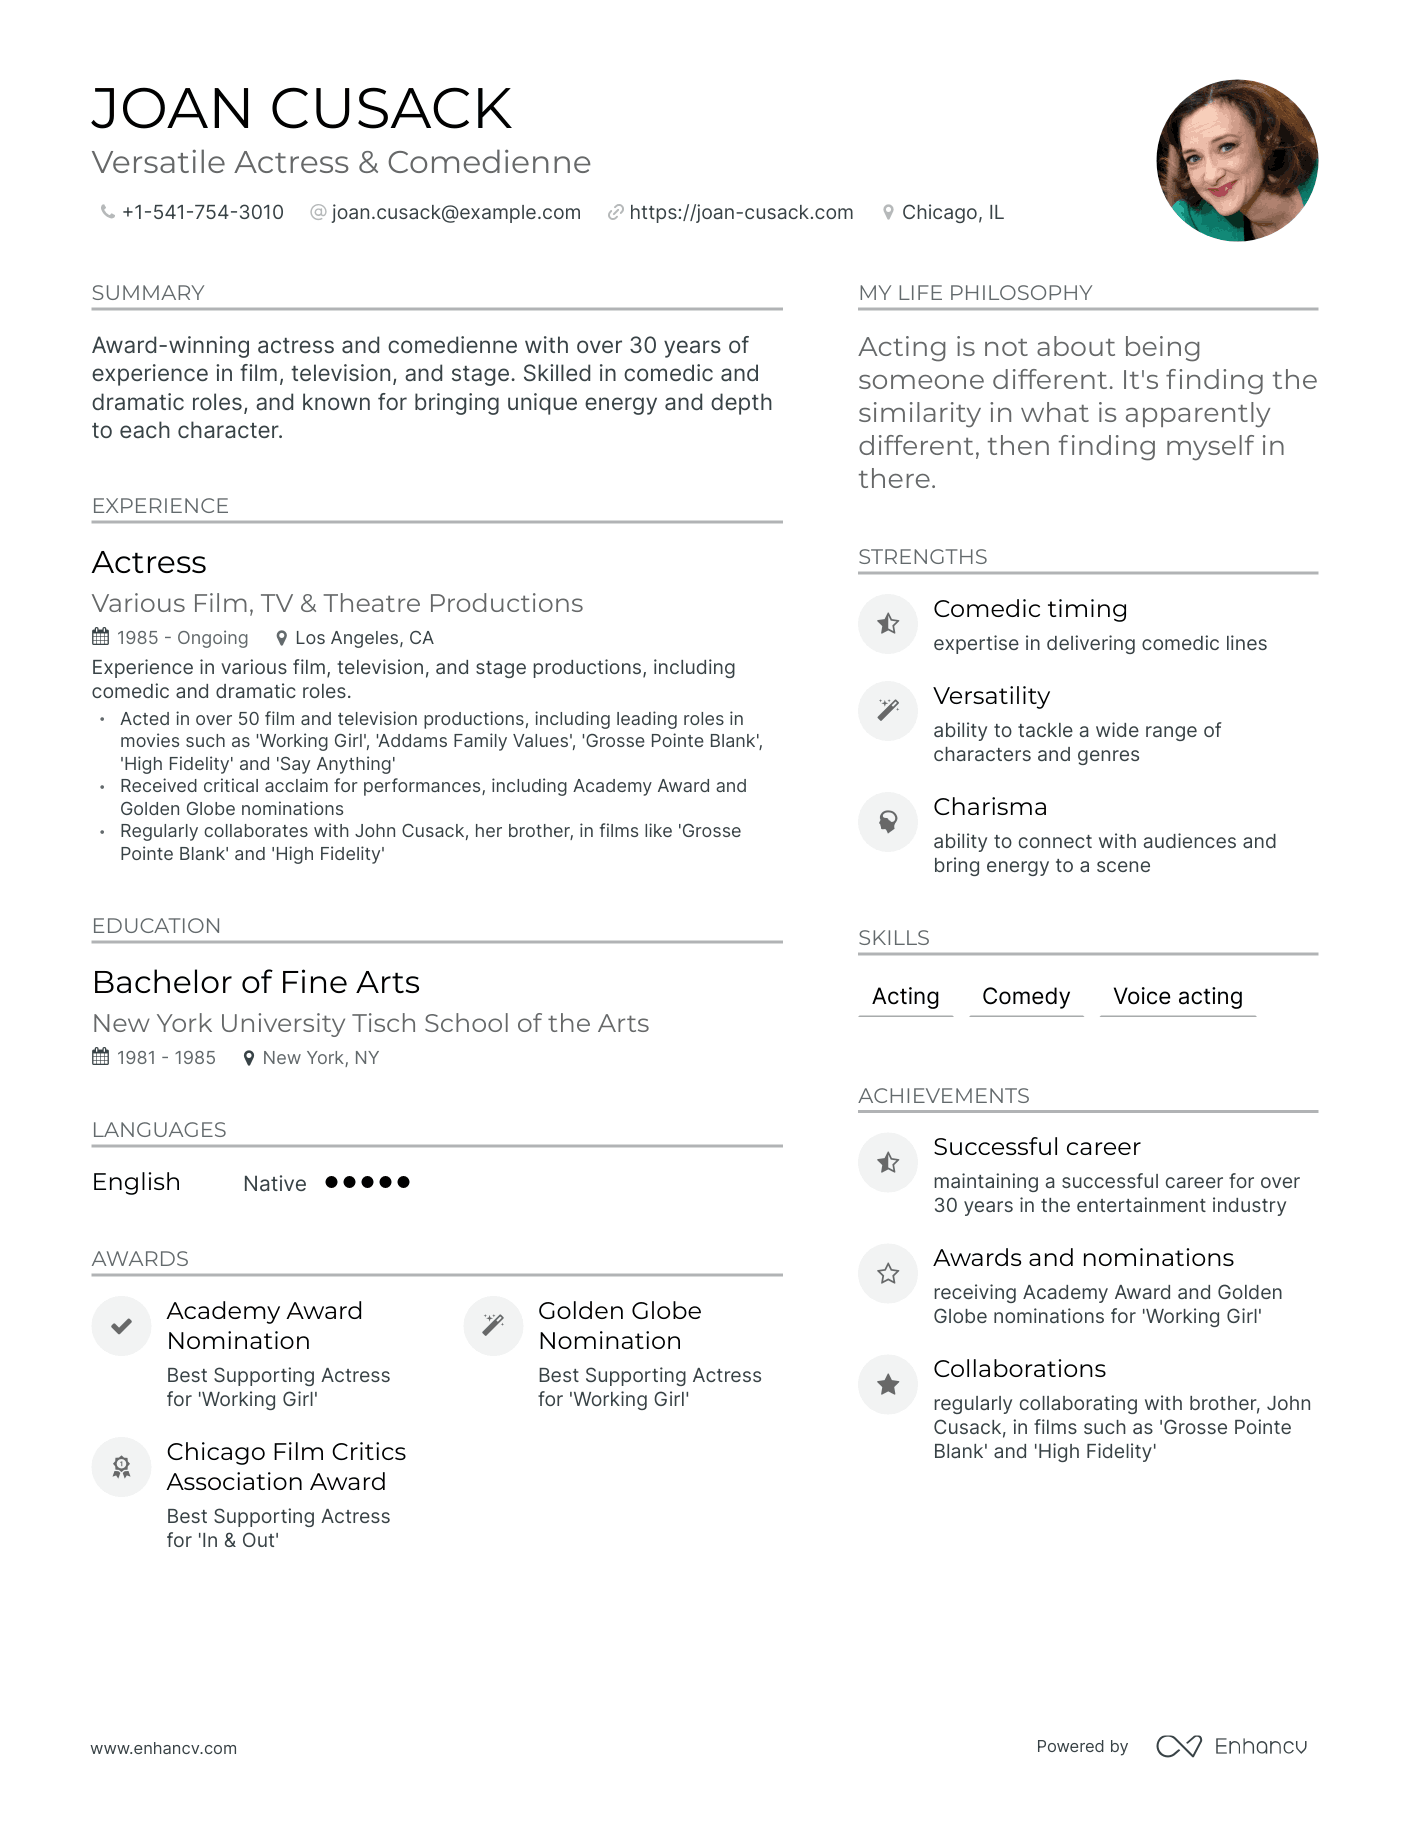 JOAN CUSACK
Versatile Actress & Comedienne
+1-541-754-3010 @ joan.cusack@example.com https://joan-cusack.com Chicago, IL
SUMMARY
Award-winning actress and comedienne with over 30 years of
experience in film, television, and stage. Skilled in comedic and
dramatic roles, and known for bringing unique energy and depth
to each character.
EXPERIENCE
Actress
Various Film, TV & Theatre Productions
1985 - Ongoing Los Angeles, CA
Experience in various film, television, and stage productions, including
comedic and dramatic roles.
• Acted in over 50 film and television productions, including leading roles in
movies such as 'Working Girl', 'Addams Family Values', 'Grosse Pointe Blank',
'High Fidelity' and 'Say Anything'
• Received critical acclaim for performances, including Academy Award and
Golden Globe nominations
• Regularly collaborates with John Cusack, her brother, in films like 'Grosse
Pointe Blank' and 'High Fidelity'
EDUCATION
Bachelor of Fine Arts
New York University Tisch School of the Arts
1981 - 1985 New York, NY
LANGUAGES
English Native
AWARDS
Academy Award
Nomination
Best Supporting Actress
for 'Working Girl'
Golden Globe
Nomination
Best Supporting Actress
for 'Working Girl'
Chicago Film Critics
Association Award
Best Supporting Actress
for 'In & Out'
MY LIFE PHILOSOPHY
Acting is not about being
someone different. It's finding the
similarity in what is apparently
different, then finding myself in
there.
STRENGTHS
Comedic timing
expertise in delivering comedic lines
Versatility
ability to tackle a wide range of
characters and genres
Charisma
ability to connect with audiences and
bring energy to a scene
SKILLS
Acting Comedy Voice acting
ACHIEVEMENTS
Successful career
maintaining a successful career for over
30 years in the entertainment industry
Awards and nominations
receiving Academy Award and Golden
Globe nominations for 'Working Girl'
Collaborations
regularly collaborating with brother, John
Cusack, in films such as 'Grosse Pointe
Blank' and 'High Fidelity'
www.enhancv.com
Powered by Enhancv